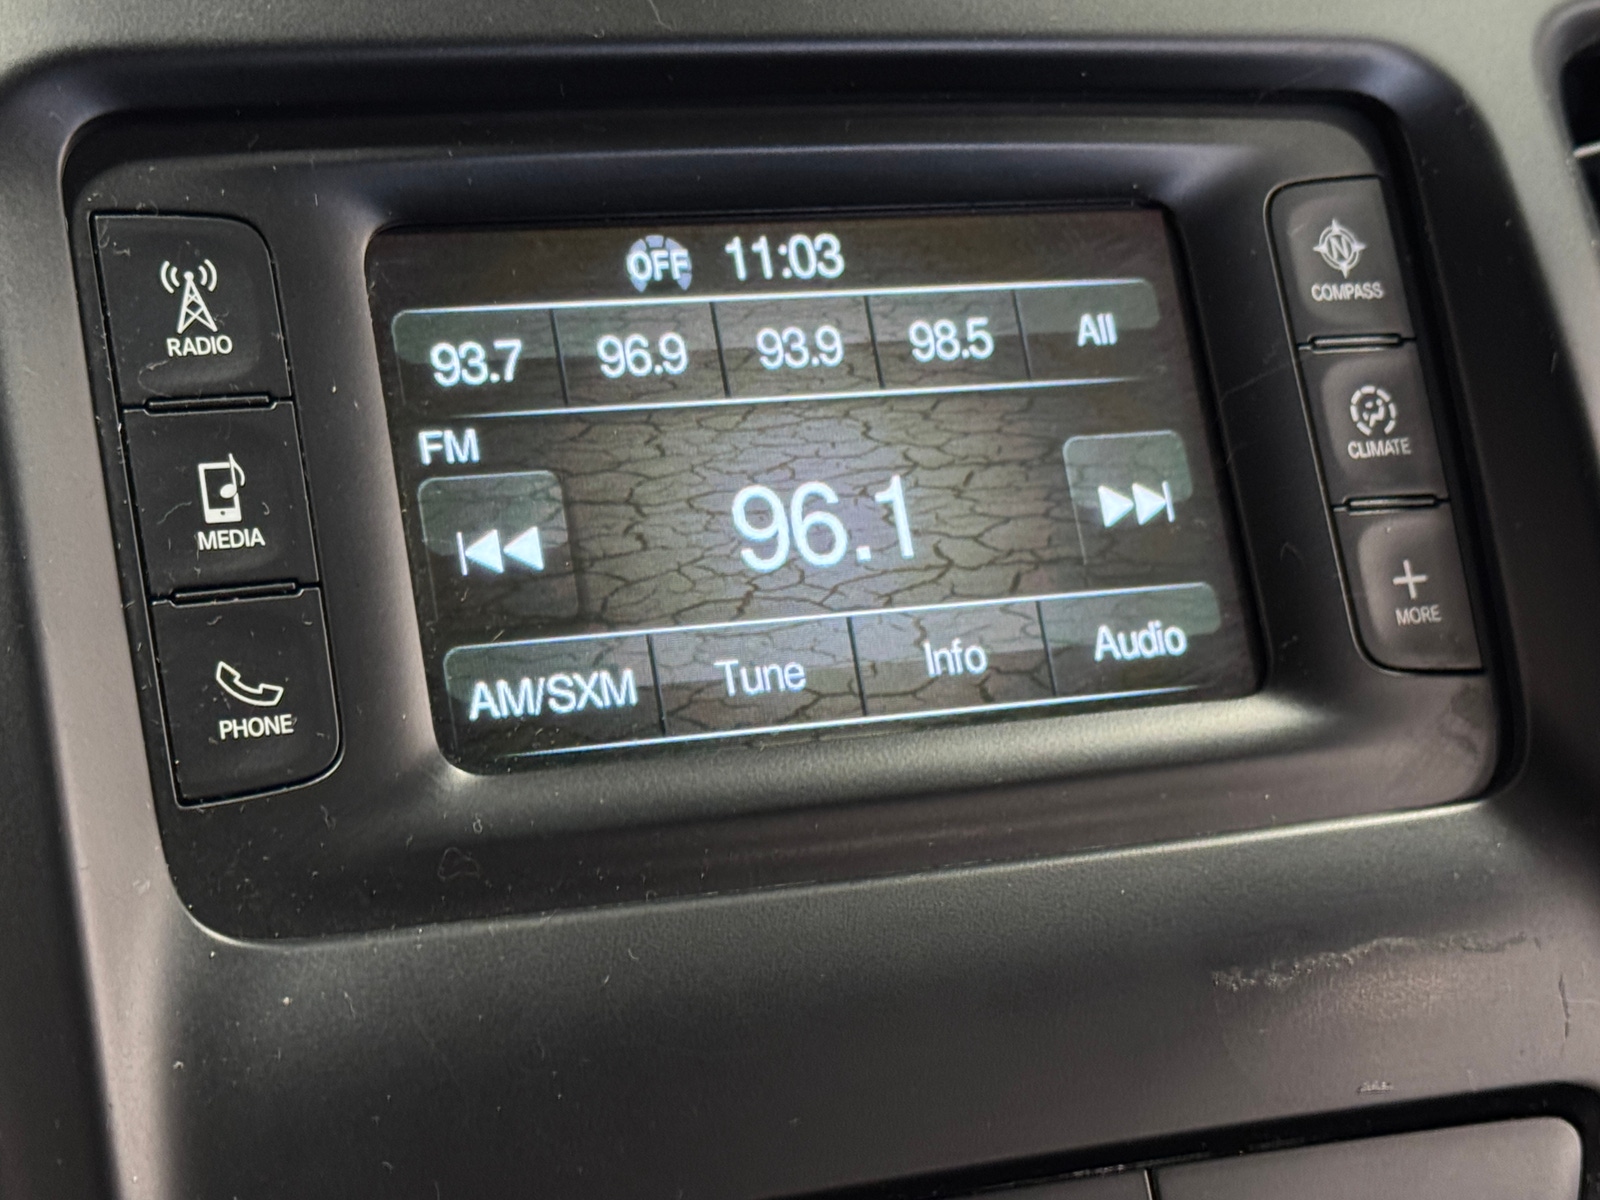 OFF 11:03
93.7 96.9 93.9 98.5 All
FM
96.1
AM/SXM Tune Info Audio
RADIO
MEDIA
PHONE
N
COMPASS
CLIMATE
MORE